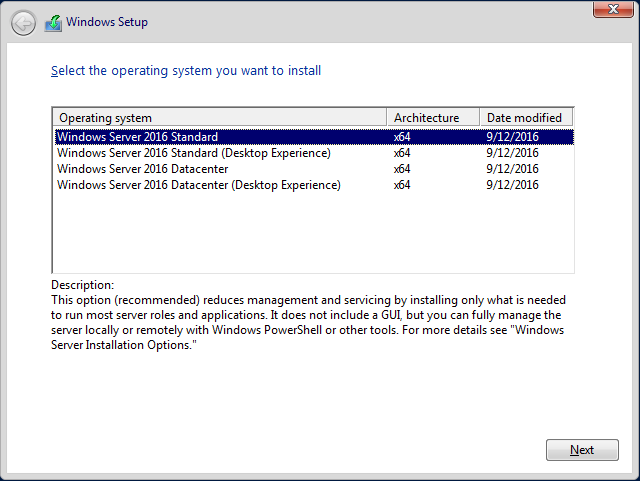 Windows Setup
Select the operating system you want to install
Operating system Architecture Date modified
Windows Server 2016 Standard x64 9/12/2016
Windows Server 2016 Standard (Desktop Experience) x64 9/12/2016
Windows Server 2016 Datacenter x64 9/12/2016
Windows Server 2016 Datacenter (Desktop Experience) x64 9/12/2016
Description:
This option (recommended) reduces management and servicing by installing only what is needed
to run most server roles and applications. It does not include a GUI, but you can fully manage the
server locally or remotely with Windows PowerShell or other tools. For more details see "Windows
Server Installation Options."
Next